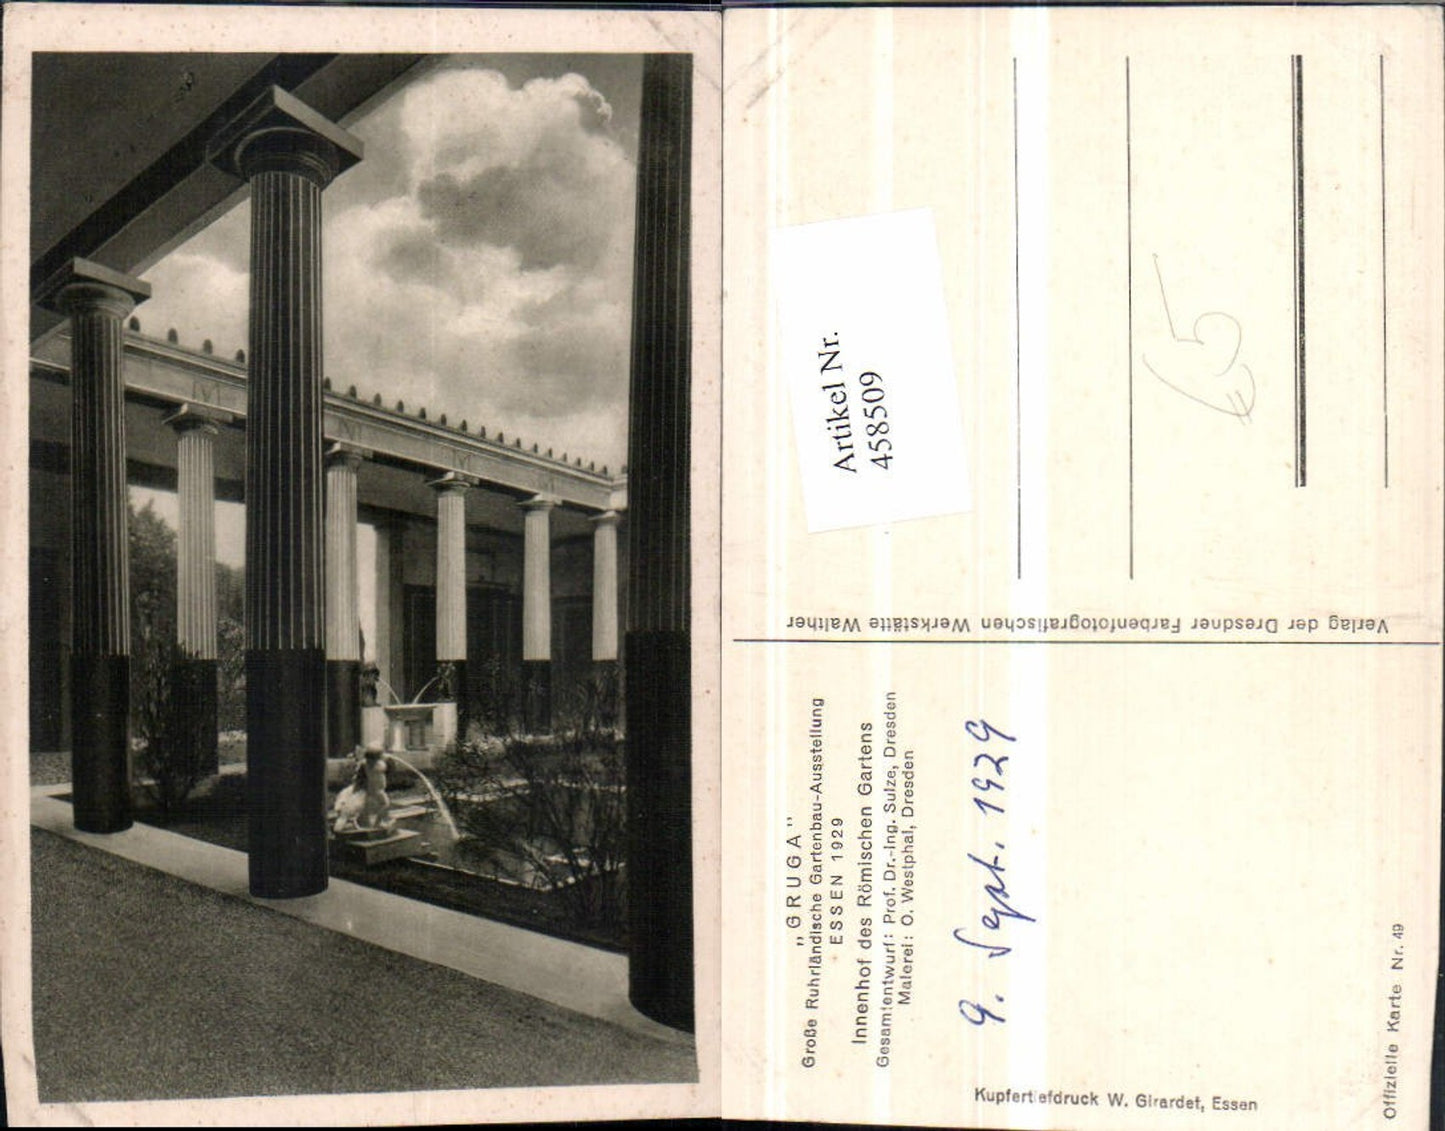 „GRUGA"
Große Ruhrländische Gartenbau-Ausstellung
ESSEN 1929
Innenhof des Römischen Gartens
Gesamtentwurf: Prof. Dr.-Ing. Sulze, Dresden
Malerei: O. Westphal, Dresden
9. Sept. 1929
Kupfertiefdruck W. Girardet, Essen
Offizielle Karte Nr. 49
Verlag der Dresdner Farbenfotografischen Werkstätte Walther
Artikel Nr.
458509
€5